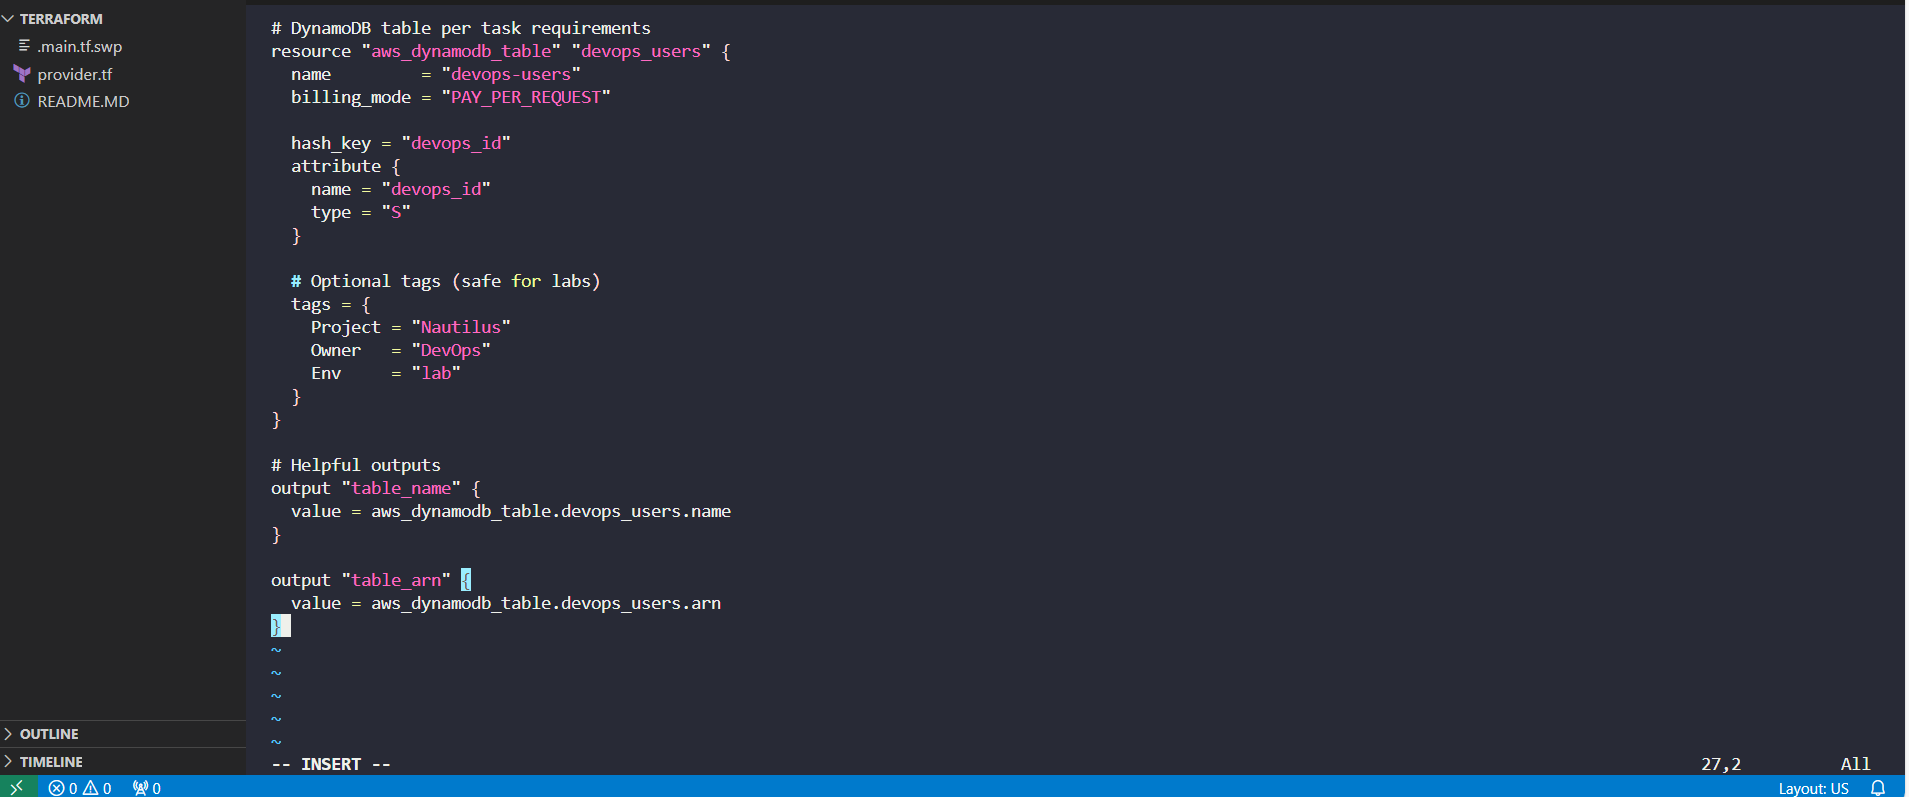 TERRAFORM
.main.tf.swp
provider.tf
README.MD
OUTLINE
TIMELINE
# DynamoDB table per task requirements
resource "aws_dynamodb_table" "devops_users" {
  name         = "devops-users"
  billing_mode = "PAY_PER_REQUEST"

  hash_key = "devops_id"
  attribute {
    name = "devops_id"
    type = "S"
  }

  # Optional tags (safe for labs)
  tags = {
    Project = "Nautilus"
    Owner   = "DevOps"
    Env     = "lab"
  }
}

# Helpful outputs
output "table_name" {
  value = aws_dynamodb_table.devops_users.name
}

output "table_arn" {
  value = aws_dynamodb_table.devops_users.arn
}
~
~
~
~
~
-- INSERT -- 27,2 All
0 0 0 Layout: US